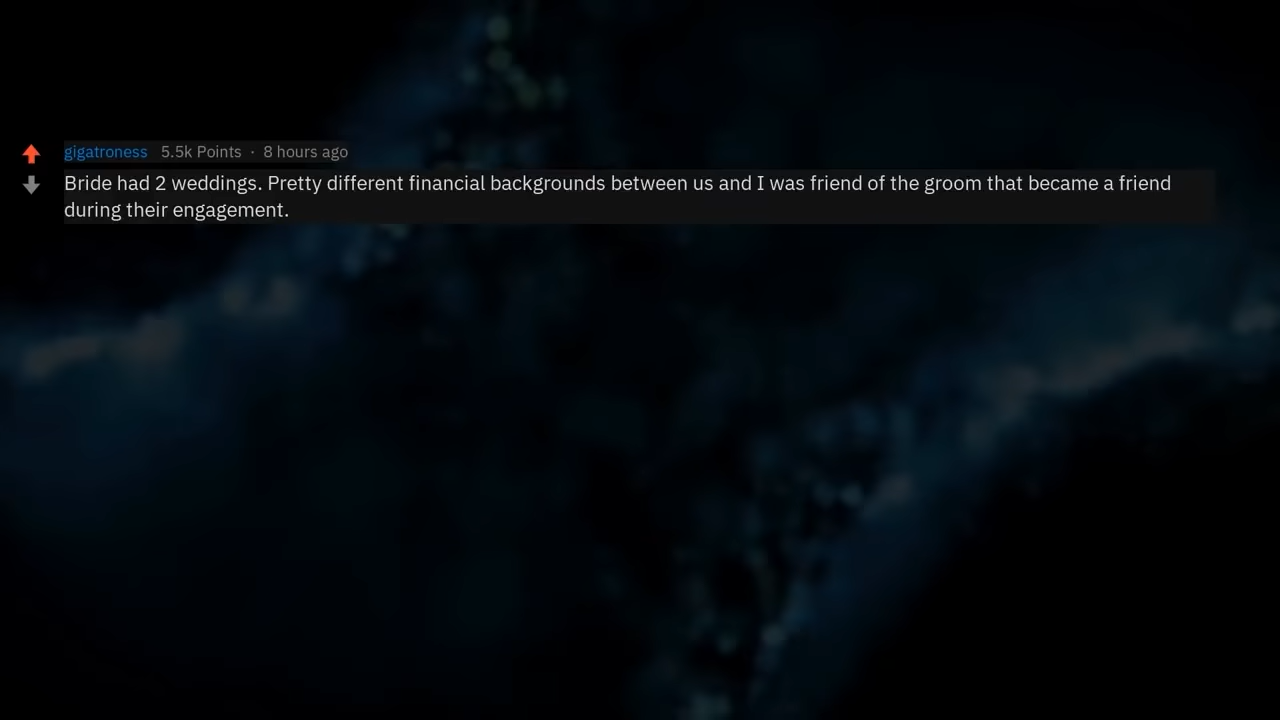 gigatroness 5.5k Points · 8 hours ago
Bride had 2 weddings. Pretty different financial backgrounds between us and I was friend of the groom that became a friend
during their engagement.